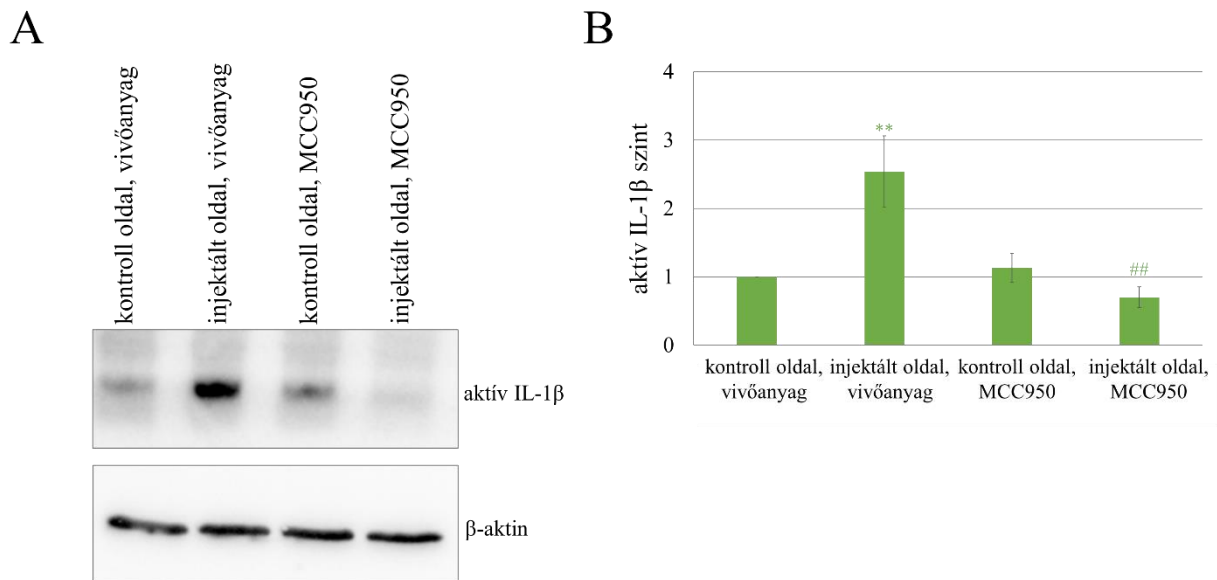 A
kontroll oldal, vivőanyag
injektált oldal, vivőanyag
kontroll oldal, MCC950
injektált oldal, MCC950
aktív IL-1β
β-aktin
B
aktív IL-1β szint
4
3
2
1
0
**
##
kontroll oldal,
vivőanyag
injektált oldal,
vivőanyag
kontroll oldal,
MCC950
injektált oldal,
MCC950